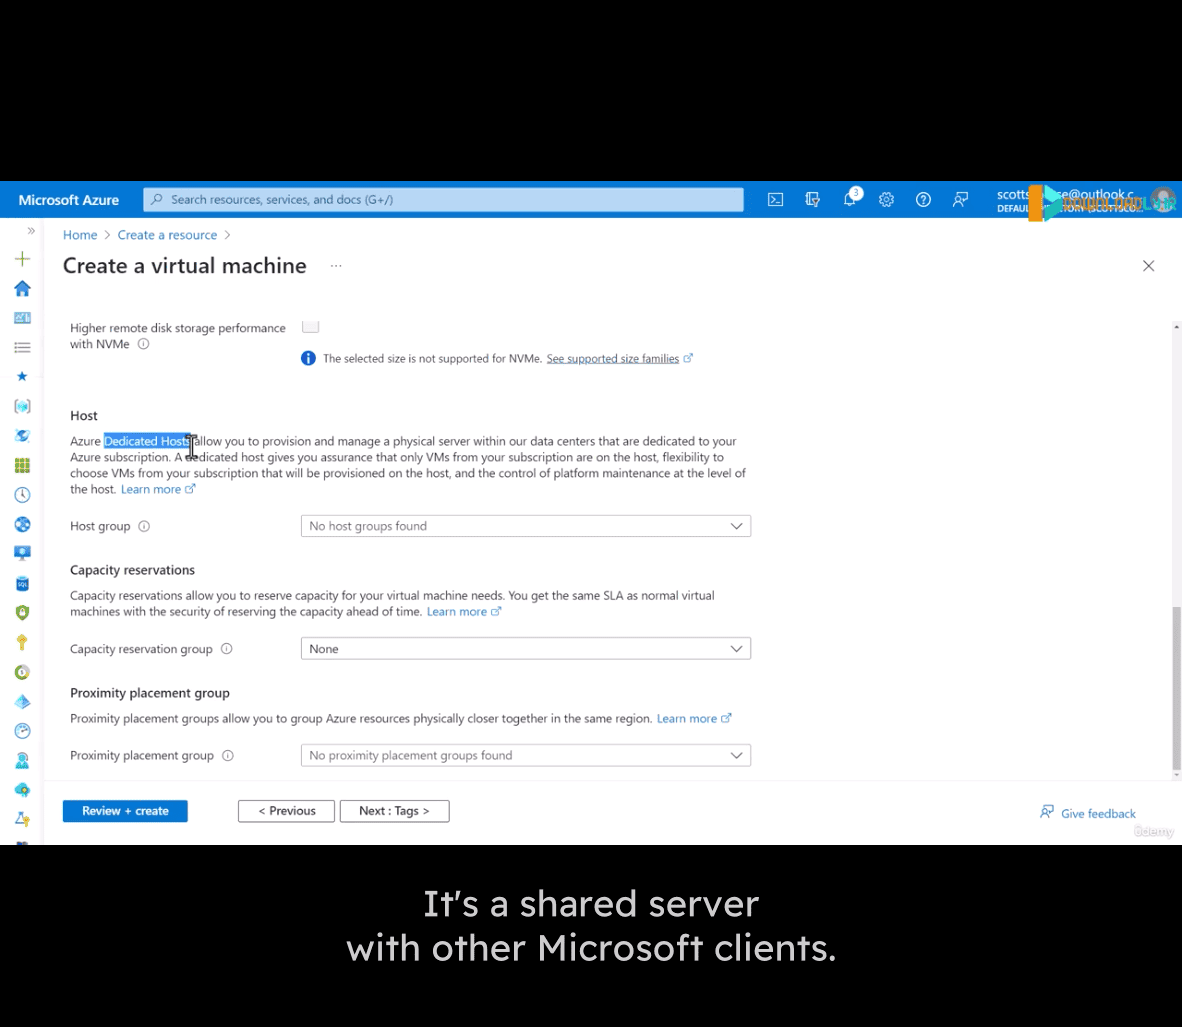 Microsoft Azure
Search resources, services, and docs (G+/)
3
DEFAUL
Home > Create a resource >
Create a virtual machine ...
Higher remote disk storage performance
with NVMe
The selected size is not supported for NVMe. See supported size families
Host
Azure Dedicated Hosts allow you to provision and manage a physical server within our data centers that are dedicated to your
Azure subscription. A dedicated host gives you assurance that only VMs from your subscription are on the host, flexibility to
choose VMs from your subscription that will be provisioned on the host, and the control of platform maintenance at the level of
the host. Learn more
Host group
No host groups found
Capacity reservations
Capacity reservations allow you to reserve capacity for your virtual machine needs. You get the same SLA as normal virtual
machines with the security of reserving the capacity ahead of time. Learn more
Capacity reservation group
None
Proximity placement group
Proximity placement groups allow you to group Azure resources physically closer together in the same region. Learn more
Proximity placement group
No proximity placement groups found
Review + create
< Previous
Next : Tags >
Give feedback
ûdemy
It's a shared server
with other Microsoft clients.